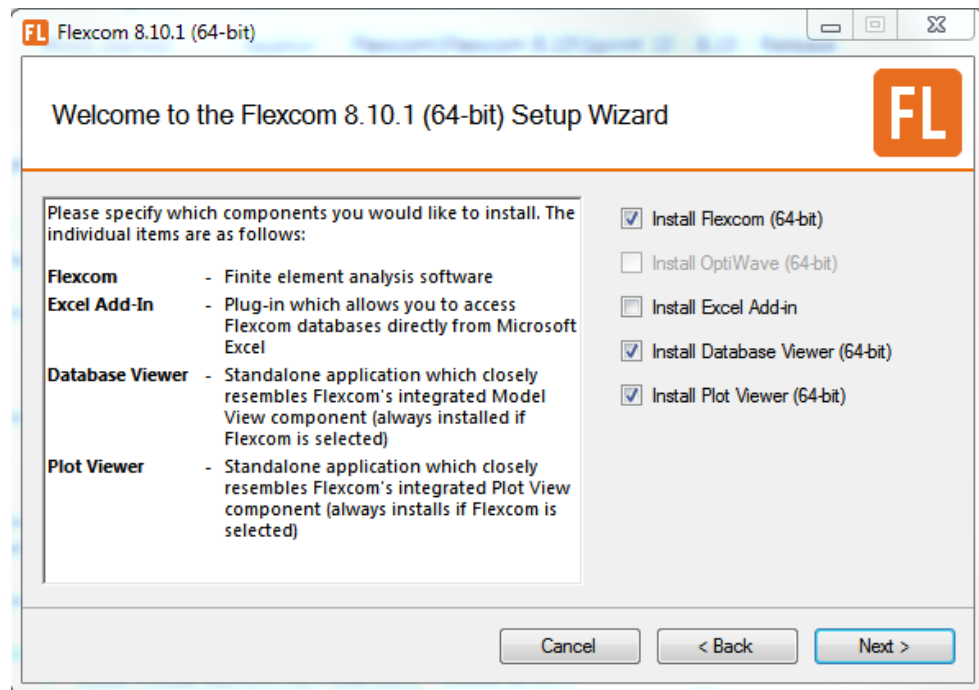 FL Flexcom 8.10.1 (64-bit)
Welcome to the Flexcom 8.10.1 (64-bit) Setup Wizard
FL
Please specify which components you would like to install. The
individual items are as follows:
Flexcom - Finite element analysis software
Excel Add-In - Plug-in which allows you to access
Flexcom databases directly from Microsoft
Excel
Database Viewer - Standalone application which closely
resembles Flexcom's integrated Model
View component (always installed if
Flexcom is selected)
Plot Viewer - Standalone application which closely
resembles Flexcom's integrated Plot View
component (always installs if Flexcom is
selected)
Install Flexcom (64-bit)
Install OptiWave (64-bit)
Install Excel Add-in
Install Database Viewer (64-bit)
Install Plot Viewer (64-bit)
Cancel
< Back
Next >